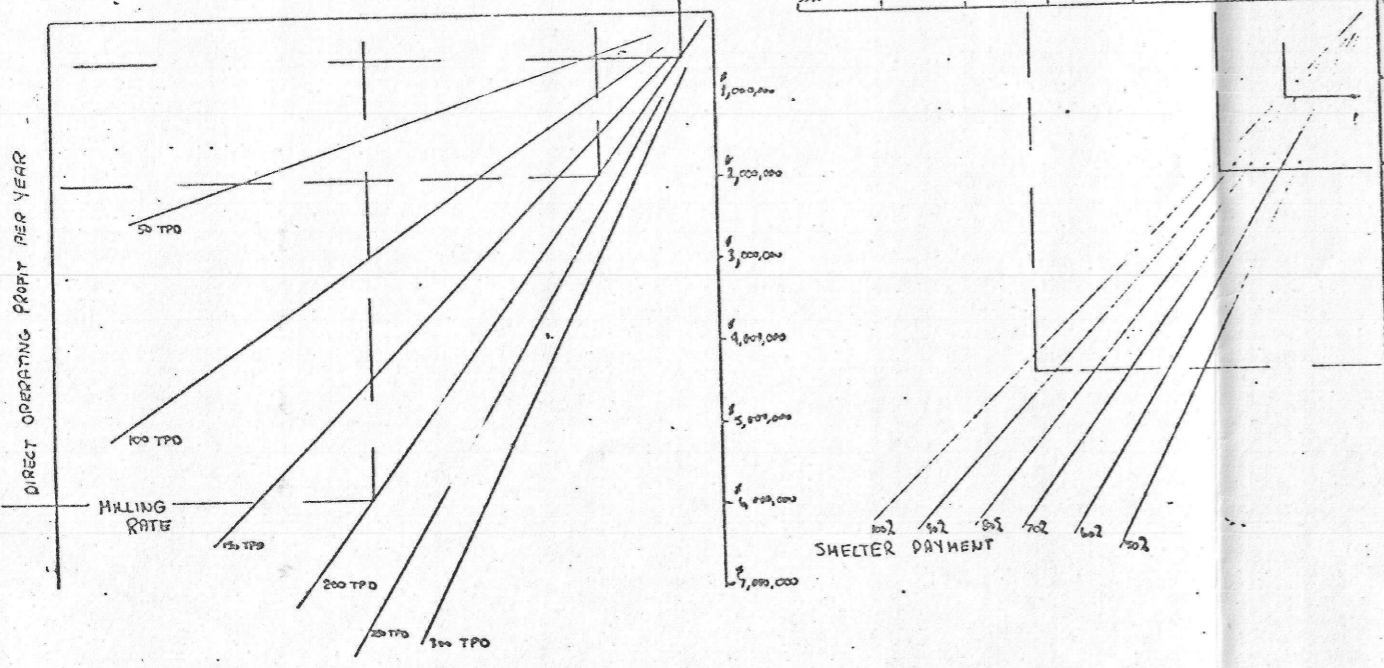 DIRECT OPERATING PROFIT PER YEAR
50 TPD
100 TPD
MILLING
RATE
150 TPD
200 TPD
250 TPD
300 TPD
$
1,000,000
$
2,000,000
$
3,000,000
$
4,000,000
$
5,000,000
$
6,000,000
$
7,000,000
100%
90%
80%
70%
60%
50%
SHELTER PAYMENT